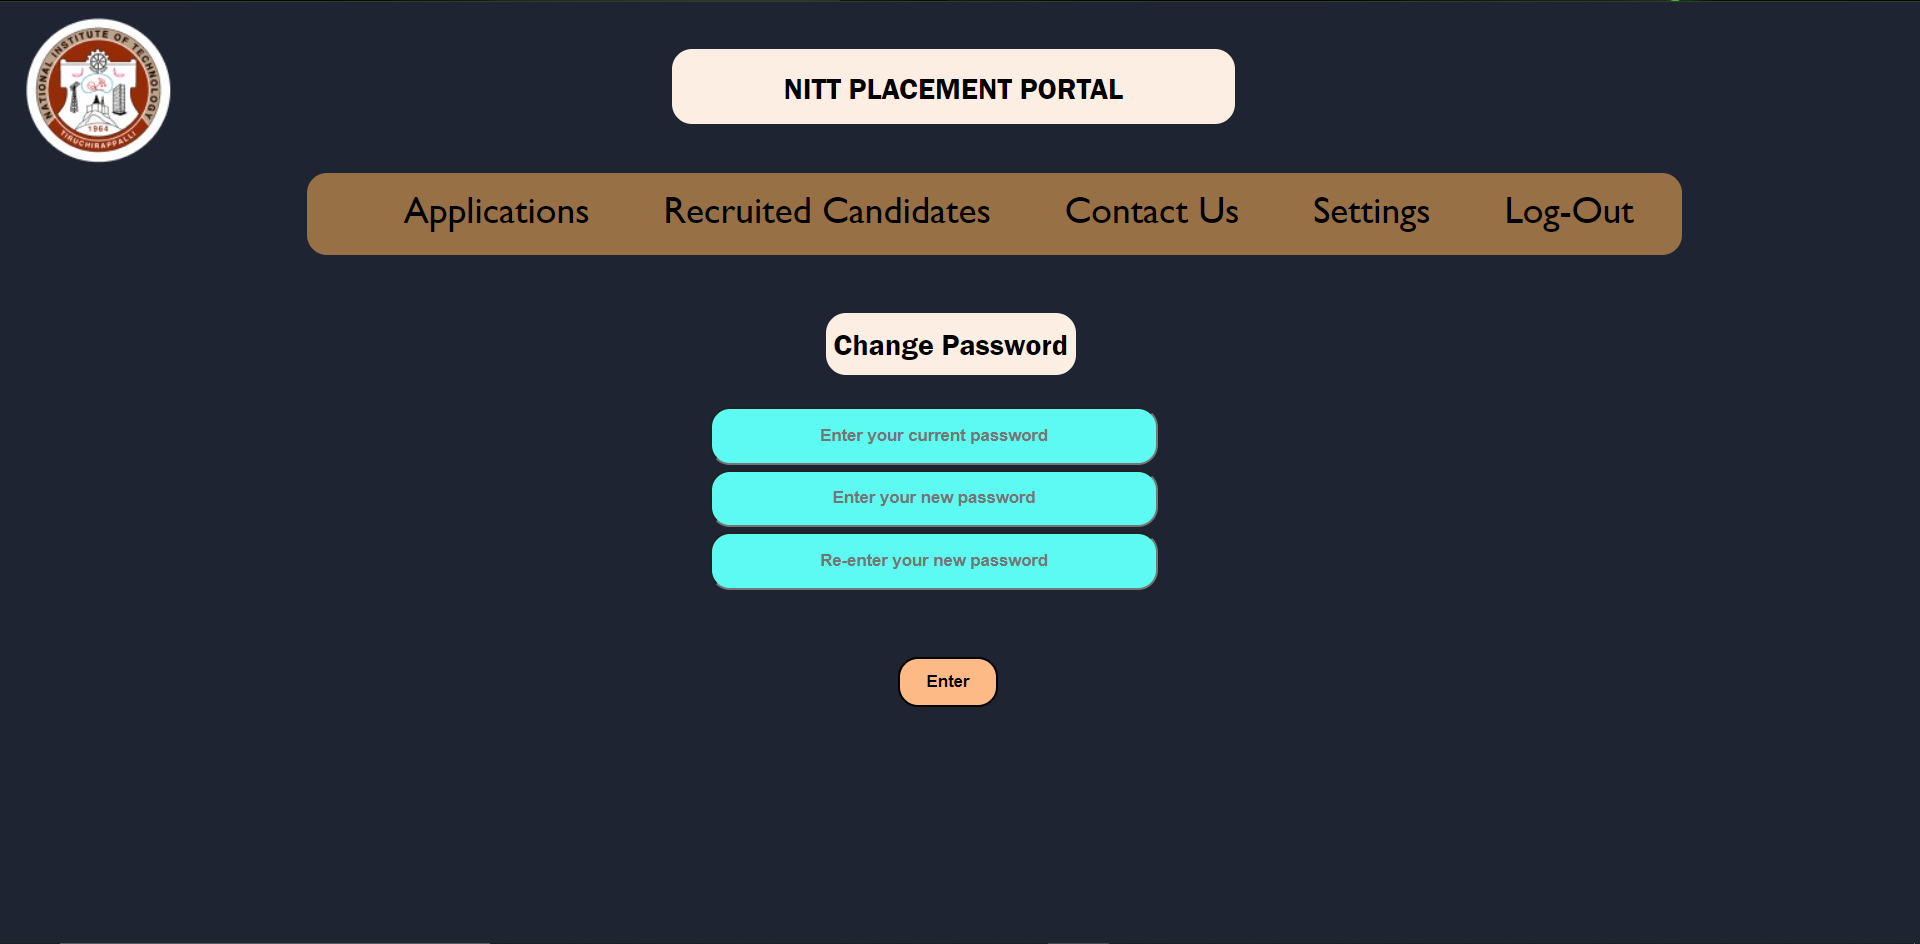 NATIONAL INSTITUTE OF TECHNOLOGY
1964
TIRUCHIRAPPALLI
NITT PLACEMENT PORTAL
Applications Recruited Candidates Contact Us Settings Log-Out
Change Password
Enter your current password
Enter your new password
Re-enter your new password
Enter